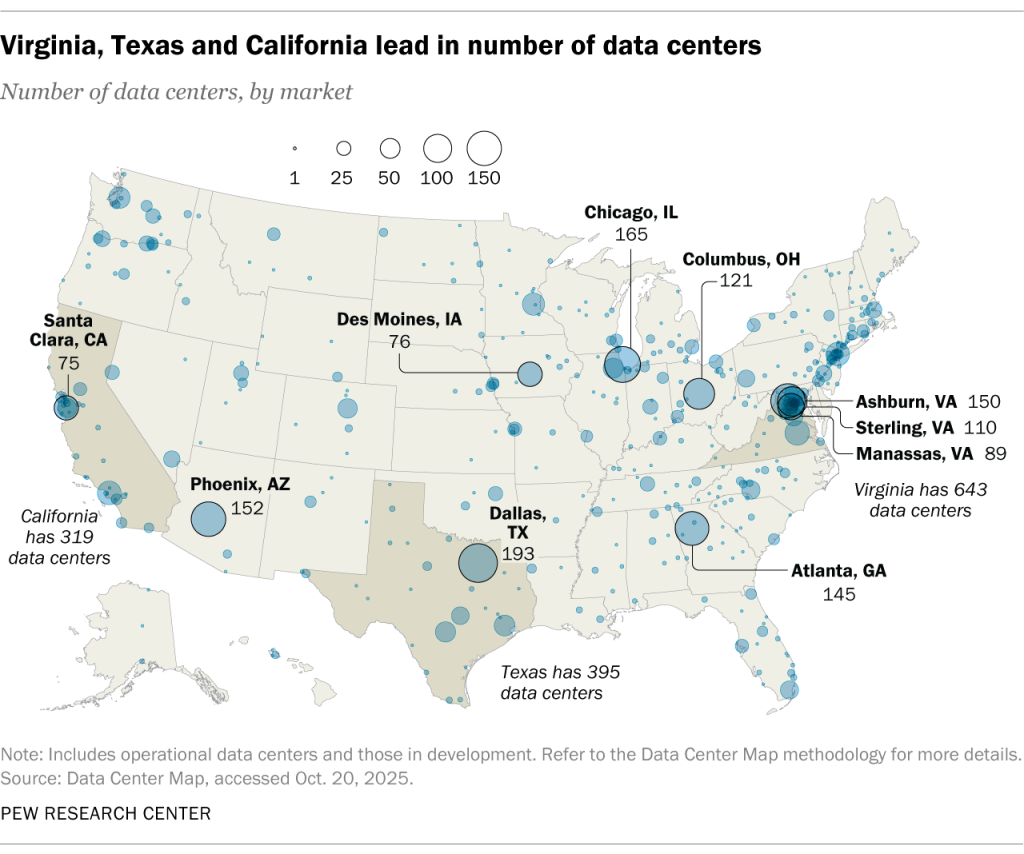 Virginia, Texas and California lead in number of data centers
Number of data centers, by market
1 25 50 100 150
Chicago, IL
165
Columbus, OH
121
Des Moines, IA
76
Santa
Clara, CA
75
Ashburn, VA 150
Sterling, VA 110
Manassas, VA 89
Virginia has 643
data centers
Phoenix, AZ
152
California
has 319
data centers
Dallas,
TX
193
Atlanta, GA
145
Texas has 395
data centers
Note: Includes operational data centers and those in development. Refer to the Data Center Map methodology for more details.
Source: Data Center Map, accessed Oct. 20, 2025.
PEW RESEARCH CENTER